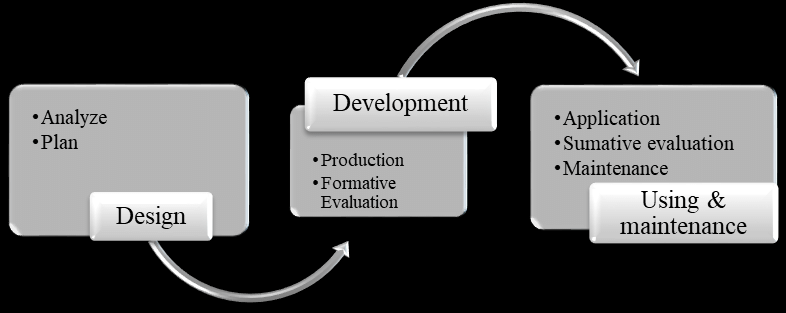 •Analyze
•Plan
Design
Development
•Production
•Formative
Evaluation
•Application
•Sumative evaluation
•Maintenance
Using &
maintenance